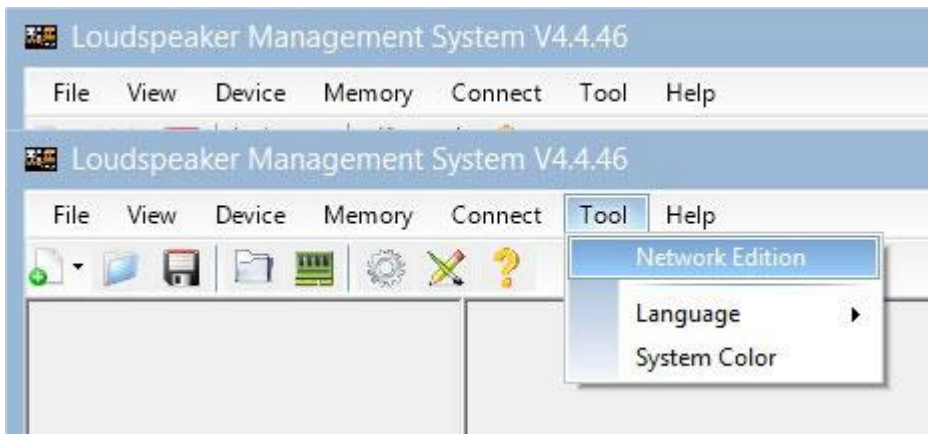 Loudspeaker Management System V4.4.46
File View Device Memory Connect Tool Help
Loudspeaker Management System V4.4.46
File View Device Memory Connect Tool Help
Network Edition
Language
System Color